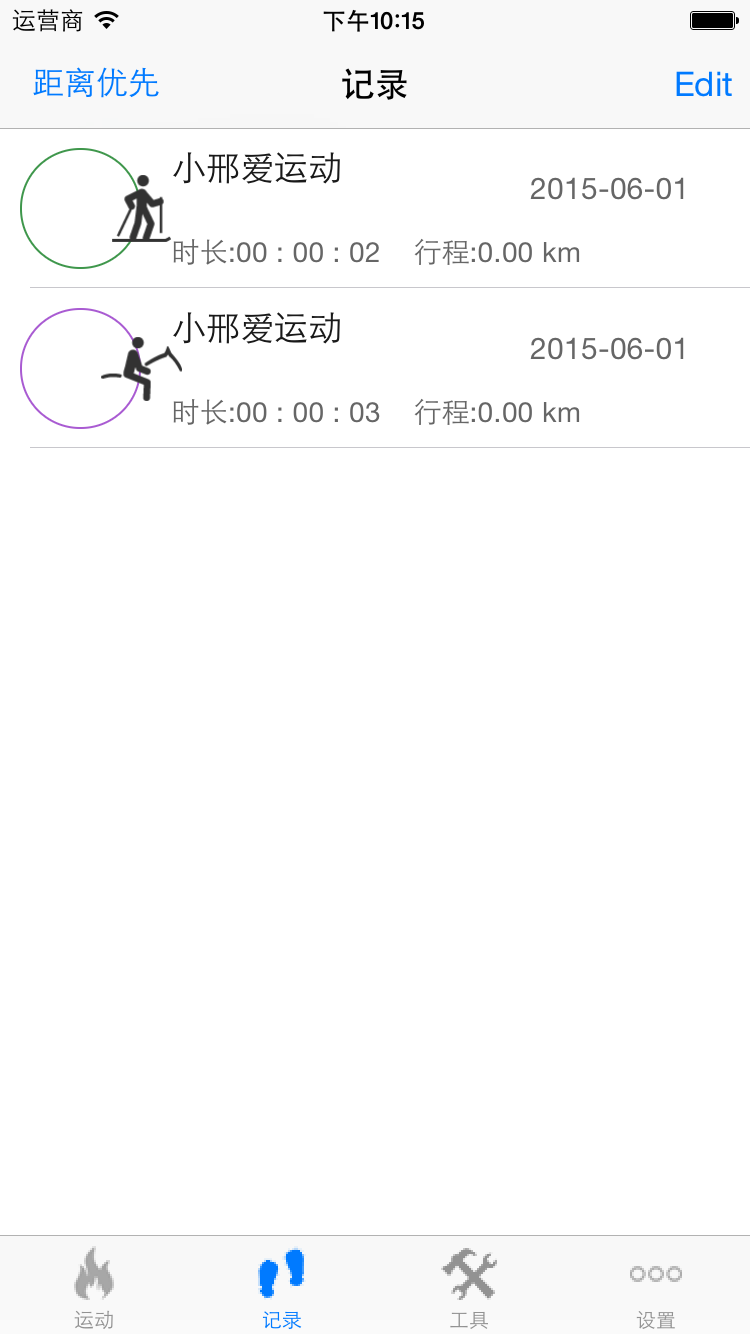 运营商 下午10:15
距离优先 记录 Edit
小邢爱运动
2015-06-01
时长:00 : 00 : 02 行程:0.00 km
小邢爱运动
2015-06-01
时长:00 : 00 : 03 行程:0.00 km
运动 记录 工具 设置